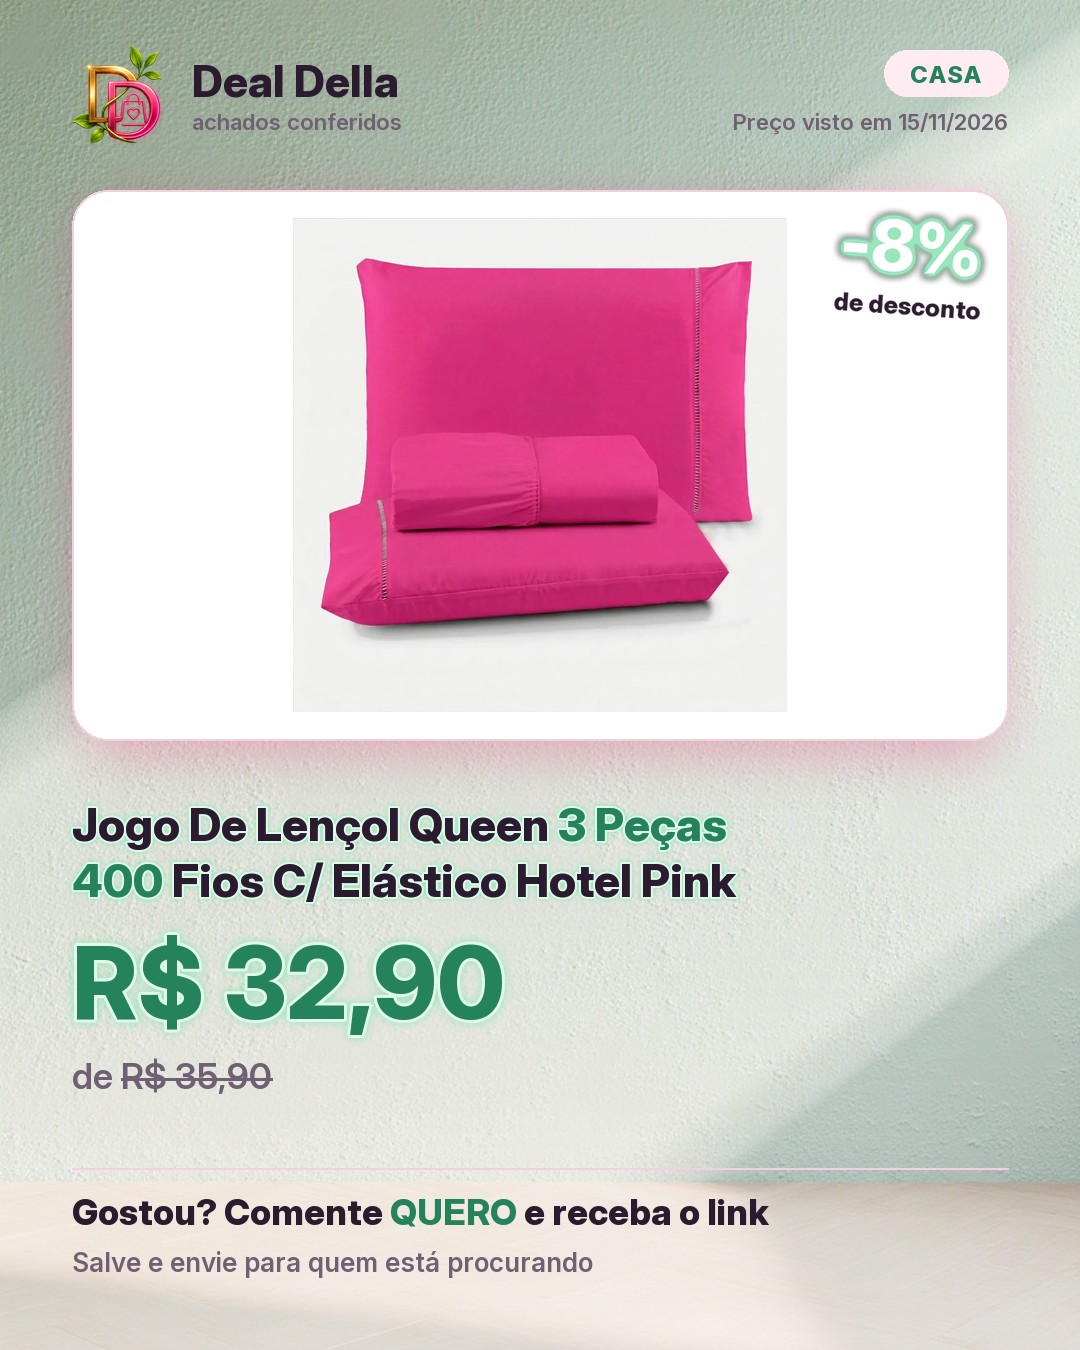 Deal Della
achados conferidos
CASA
Preço visto em 15/11/2026
-8%
de desconto
Jogo De Lençol Queen 3 Peças
400 Fios C/ Elástico Hotel Pink
R$ 32,90
de R$ 35,90
Gostou? Comente QUERO e receba o link
Salve e envie para quem está procurando